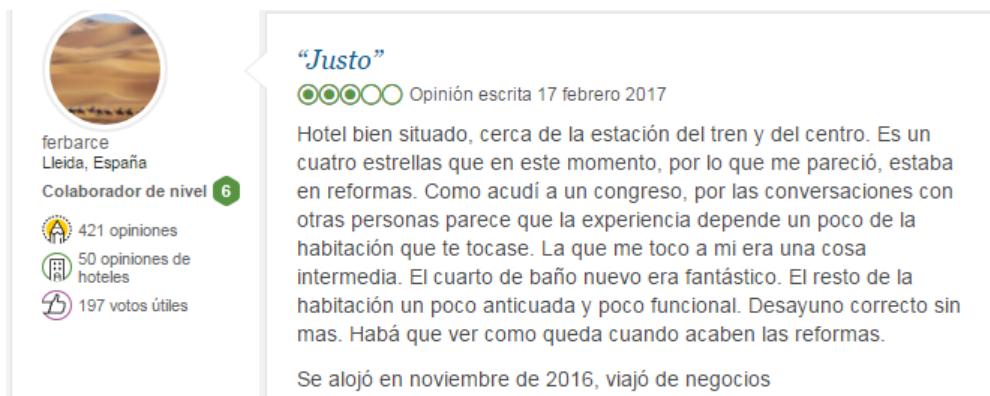 “Justo”
Opinión escrita 17 febrero 2017
ferbarce
Lleida, España
Colaborador de nivel 6
421 opiniones
50 opiniones de
hoteles
197 votos útiles
Hotel bien situado, cerca de la estación del tren y del centro. Es un
cuatro estrellas que en este momento, por lo que me pareció, estaba
en reformas. Como acudí a un congreso, por las conversaciones con
otras personas parece que la experiencia depende un poco de la
habitación que te tocase. La que me toco a mi era una cosa
intermedia. El cuarto de baño nuevo era fantástico. El resto de la
habitación un poco anticuada y poco funcional. Desayuno correcto sin
mas. Habá que ver como queda cuando acaben las reformas.
Se alojó en noviembre de 2016, viajó de negocios